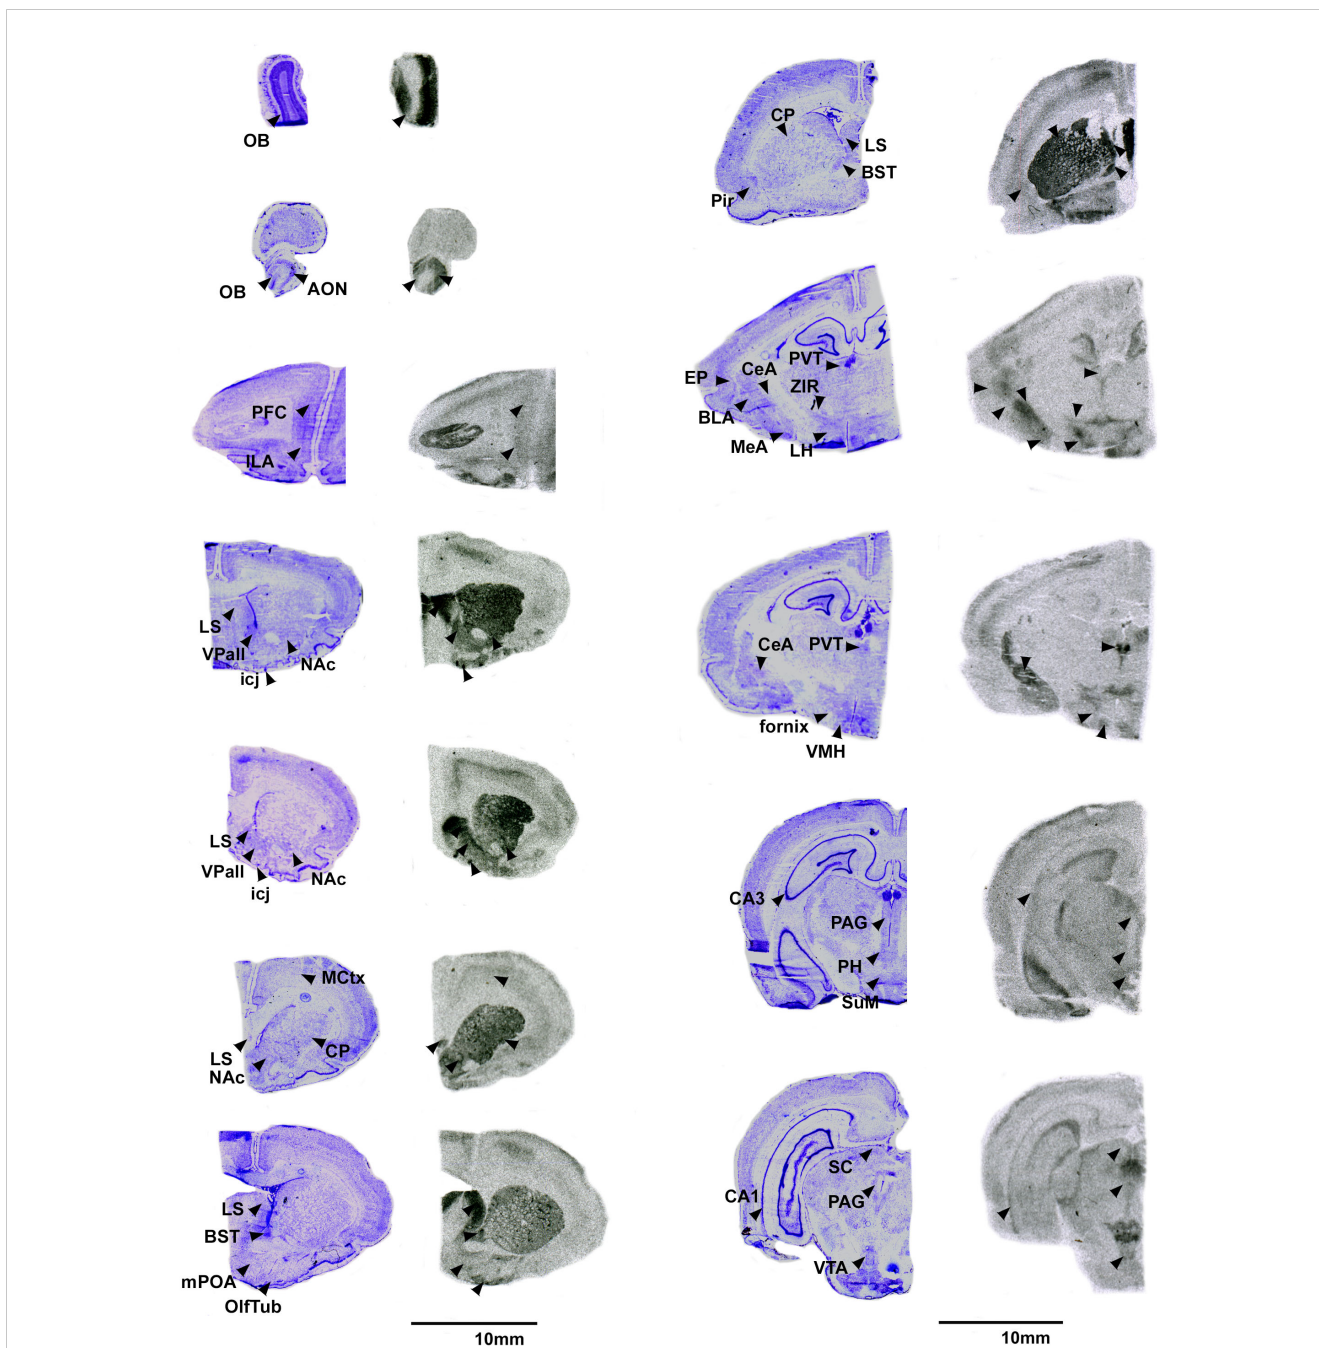 OB
OB AON
PFC
ILA
LS
VPall
NAc
icj
LS
VPall
NAc
icj
MCtx
LS
CP
NAc
LS
BST
mPOA
OlfTub
10mm
CP
LS
BST
Pir
PVT
CeA
EP
ZIR
BLA
MeA
LH
CeA PVT
fornix
VMH
CA3
PAG
PH
SuM
SC
CA1
PAG
VTA
10mm